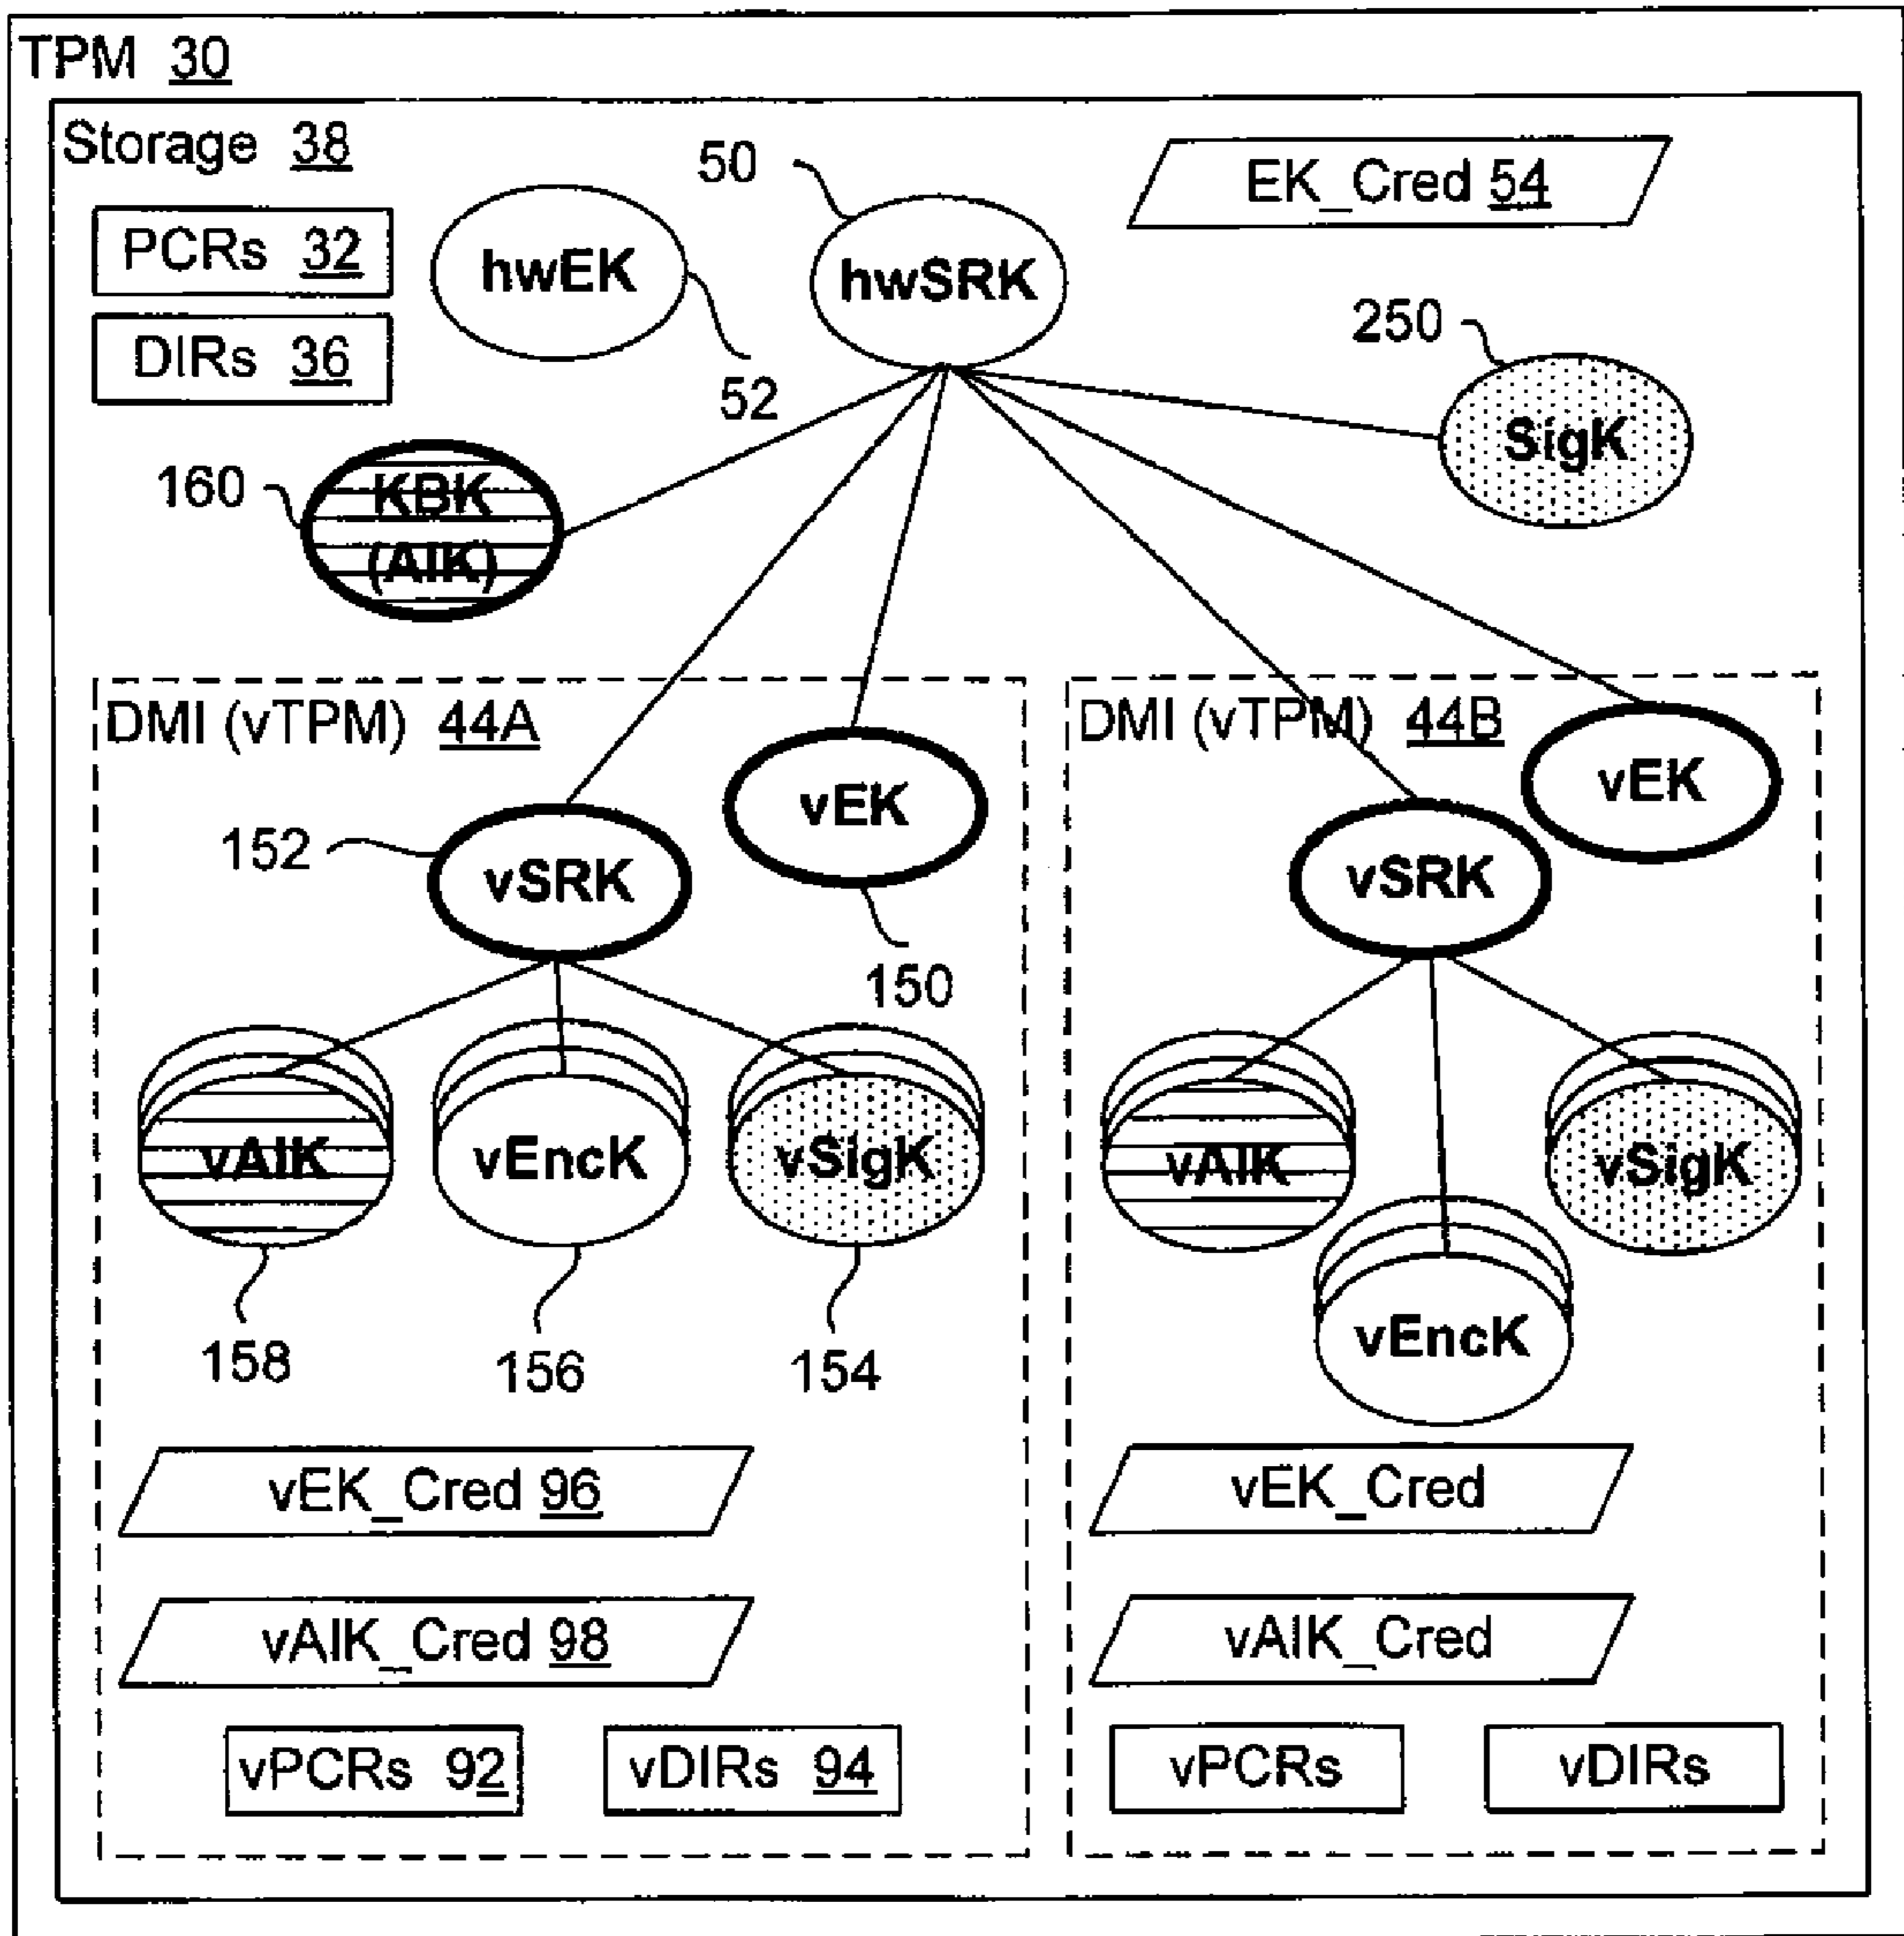 TPM 30
Storage 38
50
EK_Cred 54
PCRs 32
hwEK
hwSRK
DIRs 36
52
250
SigK
160
KBK
(AIK)
DMI (vTPM) 44A
DMI (vTPM) 44B
vEK
vEK
152
vSRK
vSRK
150
vAIK
vEncK
vSigK
vAIK
vSigK
158
156
154
vEncK
vEK_Cred 96
vEK_Cred
vAIK_Cred 98
vAIK_Cred
vPCRs 92
vDIRs 94
vPCRs
vDIRs